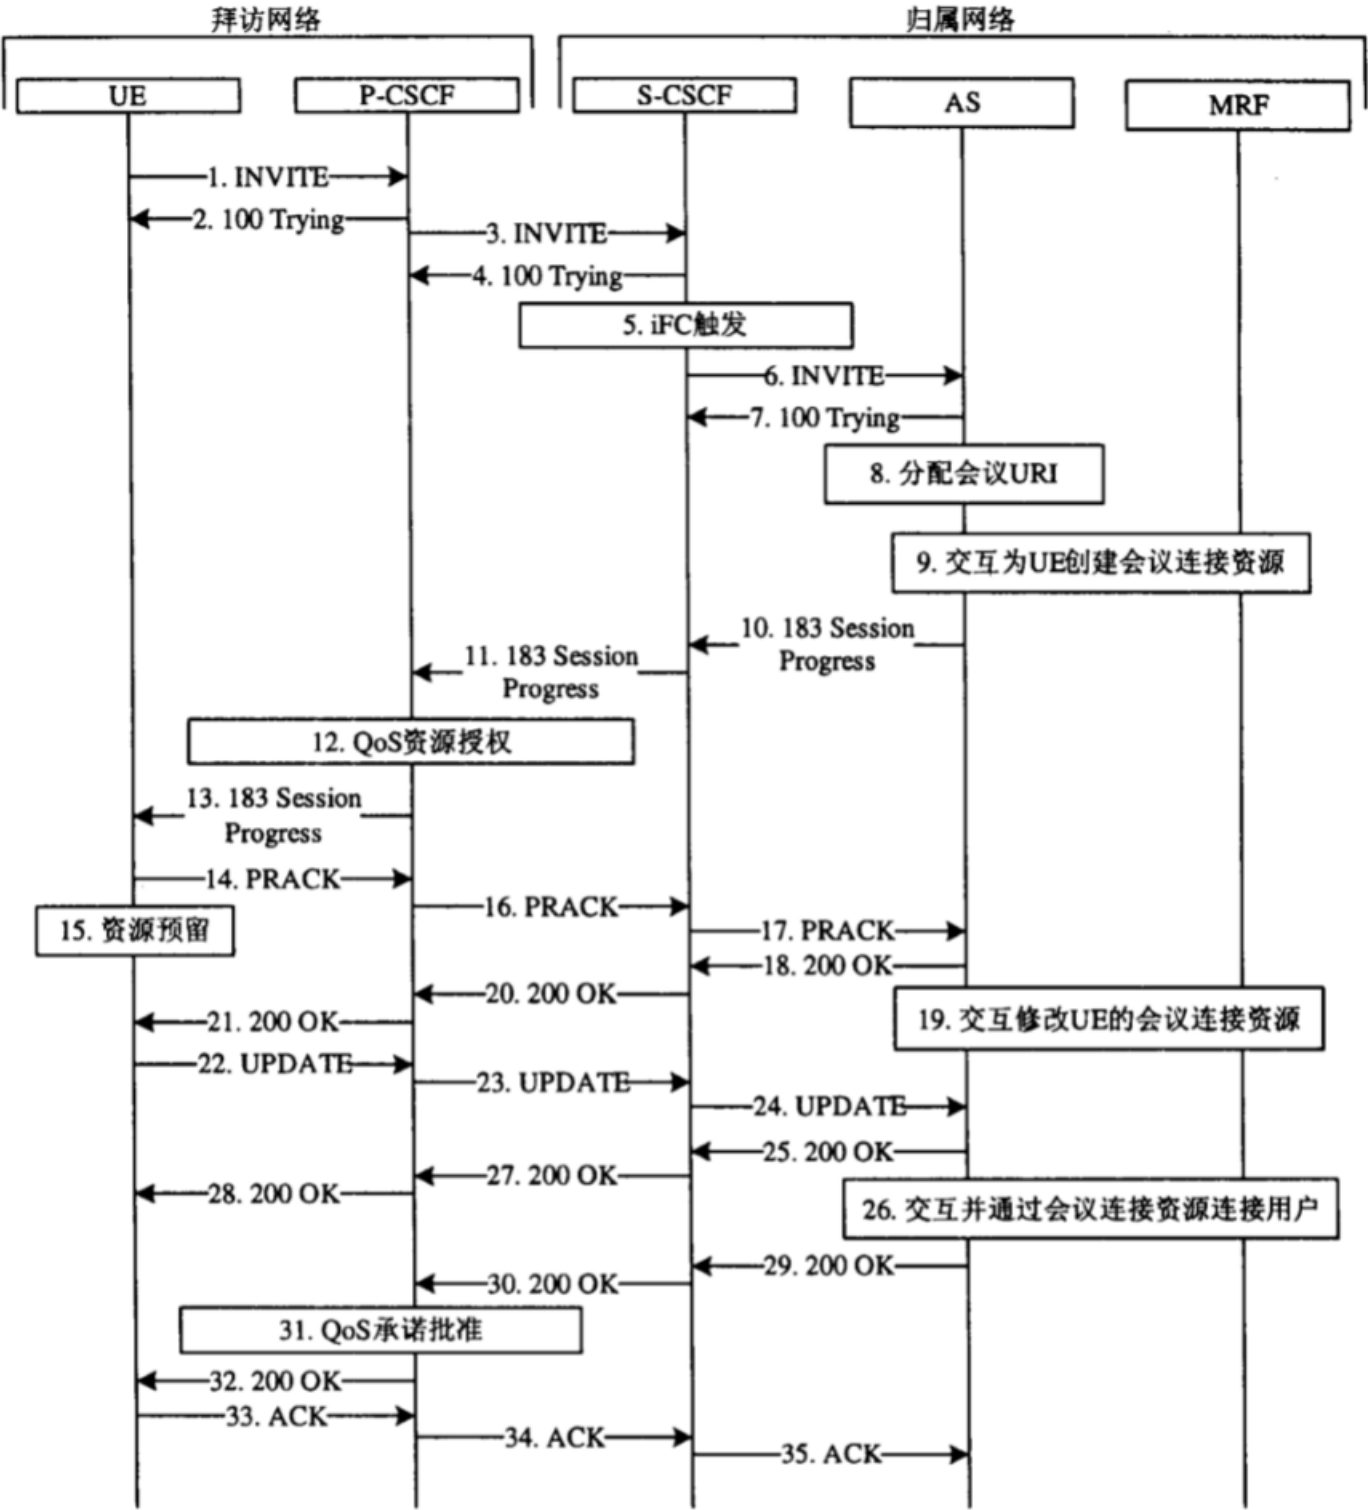 拜访网络
归属网络
UE
P-CSCF
S-CSCF
AS
MRF
1. INVITE
2. 100 Trying
3. INVITE
4. 100 Trying
5. iFC触发
6. INVITE
7. 100 Trying
8. 分配会议URI
9. 交互为UE创建会议连接资源
10. 183 Session
Progress
11. 183 Session
Progress
12. QoS资源授权
13. 183 Session
Progress
14. PRACK
15. 资源预留
16. PRACK
17. PRACK
18. 200 OK
19. 交互修改UE的会议连接资源
20. 200 OK
21. 200 OK
22. UPDATE
23. UPDATE
24. UPDATE
25. 200 OK
26. 交互并通过会议连接资源连接用户
27. 200 OK
28. 200 OK
29. 200 OK
30. 200 OK
31. QoS承诺批准
32. 200 OK
33. ACK
34. ACK
35. ACK